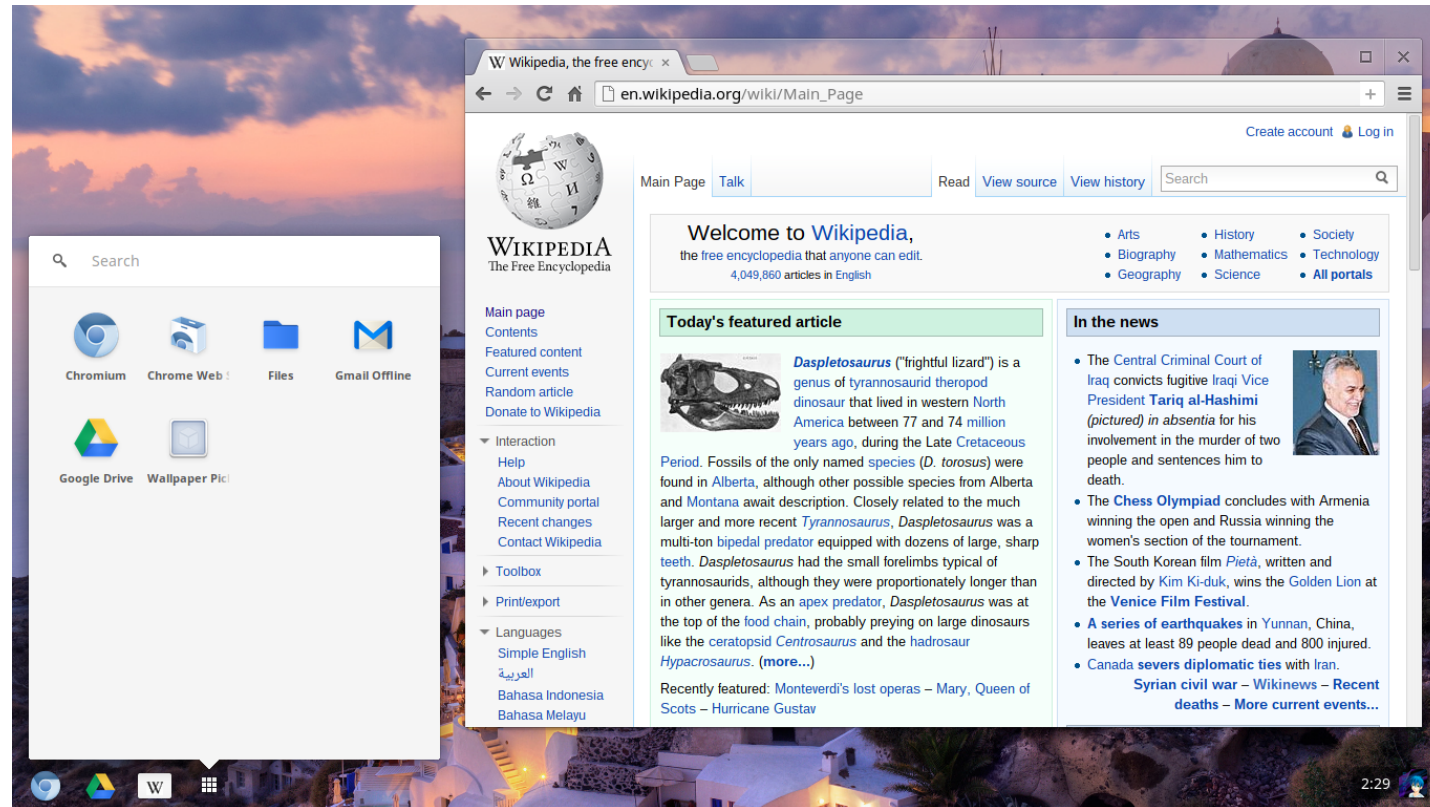 Wikipedia, the free ency
en.wikipedia.org/wiki/Main_Page
Create account Log in
Main Page Talk Read View source View history Search
WIKIPEDIA
The Free Encyclopedia
Main page
Contents
Featured content
Current events
Random article
Donate to Wikipedia
Interaction
Help
About Wikipedia
Community portal
Recent changes
Contact Wikipedia
Toolbox
Print/export
Languages
Simple English
العربية
Bahasa Indonesia
Bahasa Melayu
Welcome to Wikipedia,
the free encyclopedia that anyone can edit.
4,049,860 articles in English
Arts History Society
Biography Mathematics Technology
Geography Science All portals
Today's featured article
Daspletosaurus ("frightful lizard") is a
genus of tyrannosaurid theropod
dinosaur that lived in western North
America between 77 and 74 million
years ago, during the Late Cretaceous
Period. Fossils of the only named species (D. torosus) were
found in Alberta, although other possible species from Alberta
and Montana await description. Closely related to the much
larger and more recent Tyrannosaurus, Daspletosaurus was a
multi-ton bipedal predator equipped with dozens of large, sharp
teeth. Daspletosaurus had the small forelimbs typical of
tyrannosaurids, although they were proportionately longer than
in other genera. As an apex predator, Daspletosaurus was at
the top of the food chain, probably preying on large dinosaurs
like the ceratopsid Centrosaurus and the hadrosaur
Hypacrosaurus. (more...)
Recently featured: Monteverdi's lost operas – Mary, Queen of
Scots – Hurricane Gustav
In the news
The Central Criminal Court of
Iraq convicts fugitive Iraqi Vice
President Tariq al-Hashimi
(pictured) in absentia for his
involvement in the murder of two
people and sentences him to
death.
The Chess Olympiad concludes with Armenia
winning the open and Russia winning the
women's section of the tournament.
The South Korean film Pietà, written and
directed by Kim Ki-duk, wins the Golden Lion at
the Venice Film Festival.
A series of earthquakes in Yunnan, China,
leaves at least 89 people dead and 800 injured.
Canada severs diplomatic ties with Iran.
Syrian civil war – Wikinews – Recent
deaths – More current events...
Search
Chromium Chrome Web Files Gmail Offline
Google Drive Wallpaper Pic
W
2:29